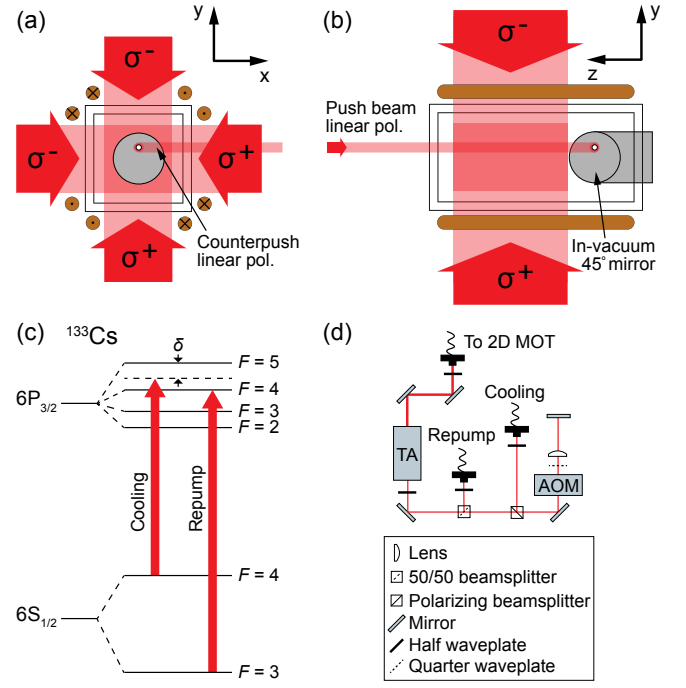 (a)
y
x
σ-
σ-
σ+
σ+
Counterpush
linear pol.
(b)
y
z
σ-
Push beam
linear pol.
σ+
In-vacuum
45° mirror
(c)
133Cs
δ
F = 5
F = 4
F = 3
F = 2
6P3/2
Cooling
Repump
F = 4
6S1/2
F = 3
(d)
To 2D MOT
Cooling
Repump
TA
AOM
Lens
50/50 beamsplitter
Polarizing beamsplitter
Mirror
Half waveplate
Quarter waveplate